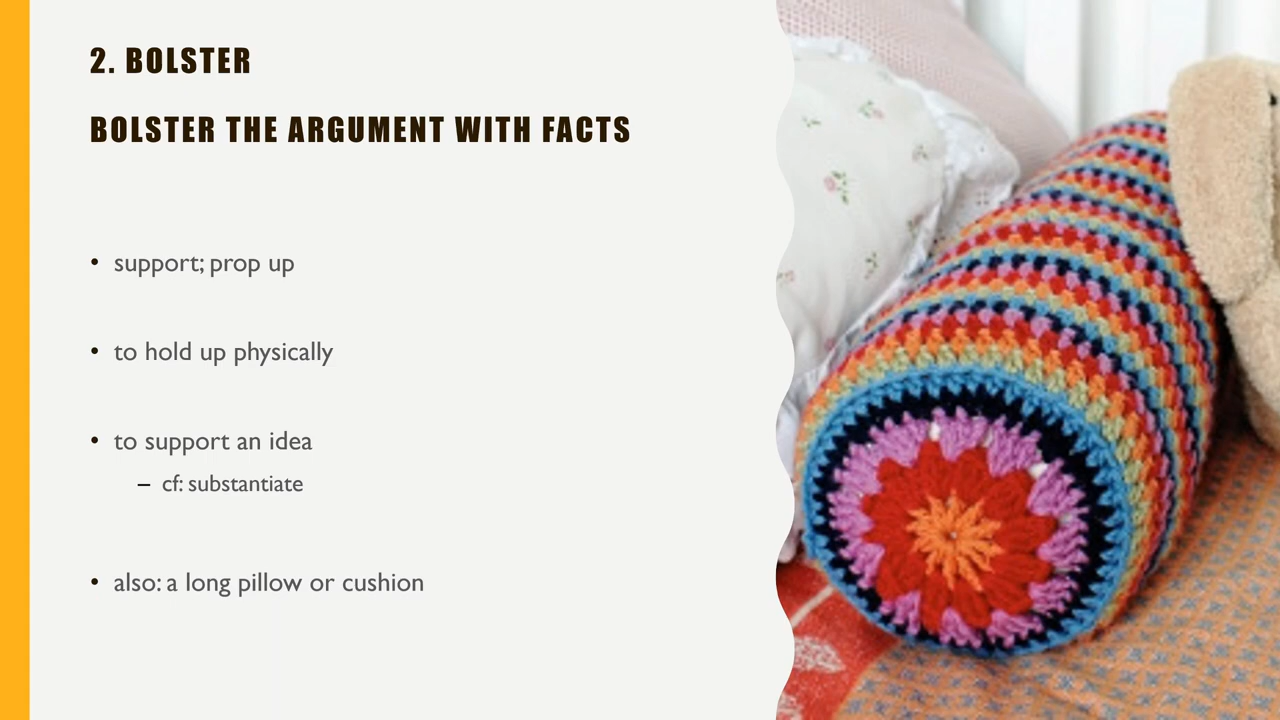 2. BOLSTER
BOLSTER THE ARGUMENT WITH FACTS
• support; prop up
• to hold up physically
• to support an idea
– cf: substantiate
• also: a long pillow or cushion